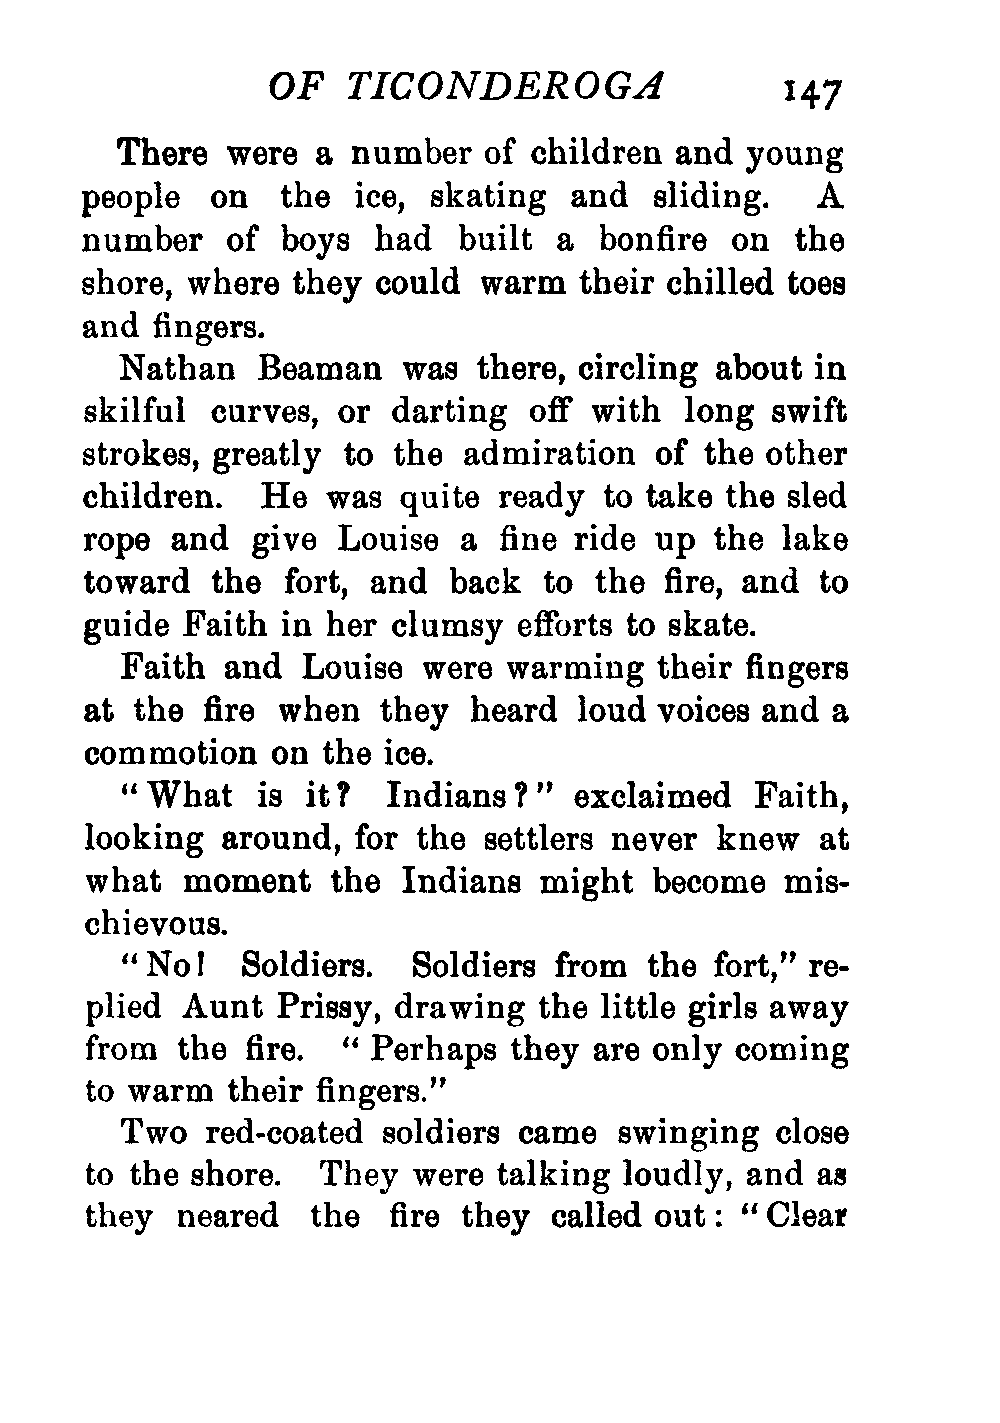 OF TICONDEROGA 147
There were a number of children and young
people on the ice, skating and sliding. A
number of boys had built a bonfire on the
shore, where they could warm their chilled toes
and fingers.
Nathan Beaman was there, circling about in
skilful curves, or darting off with long swift
strokes, greatly to the admiration of the other
children. He was quite ready to take the sled
rope and give Louise a fine ride up the lake
toward the fort, and back to the fire, and to
guide Faith in her clumsy efforts to skate.
Faith and Louise were warming their fingers
at the fire when they heard loud voices and a
commotion on the ice.
“What is it? Indians?” exclaimed Faith,
looking around, for the settlers never knew at
what moment the Indians might become mis-
chievous.
“No! Soldiers. Soldiers from the fort,” re-
plied Aunt Prissy, drawing the little girls away
from the fire. “Perhaps they are only coming
to warm their fingers.”
Two red-coated soldiers came swinging close
to the shore. They were talking loudly, and as
they neared the fire they called out: “Clear